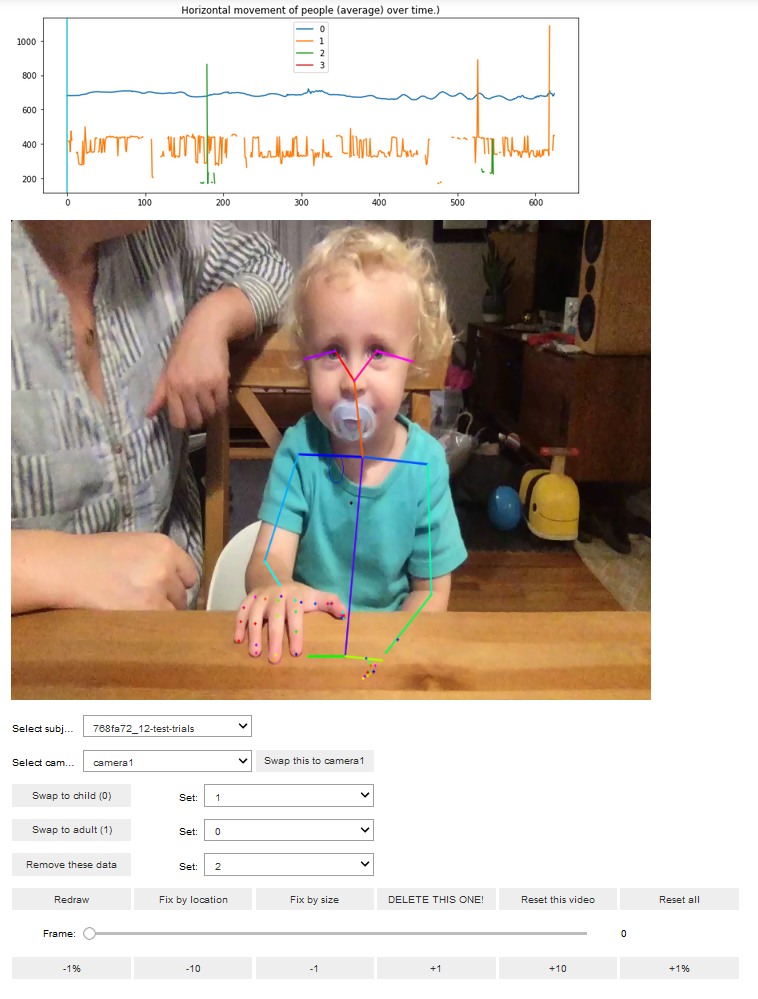 Horizontal movement of people (average) over time.)
0
1
2
3
1000
800
600
400
200
0 100 200 300 400 500 600
Select subj... 768fa72_12-test-trials
Select cam... camera1 Swap this to camera1
Swap to child (0) Set: 1
Swap to adult (1) Set: 0
Remove these data Set: 2
Redraw Fix by location Fix by size DELETE THIS ONE! Reset this video Reset all
Frame: 0
-1% -10 -1 +1 +10 +1%